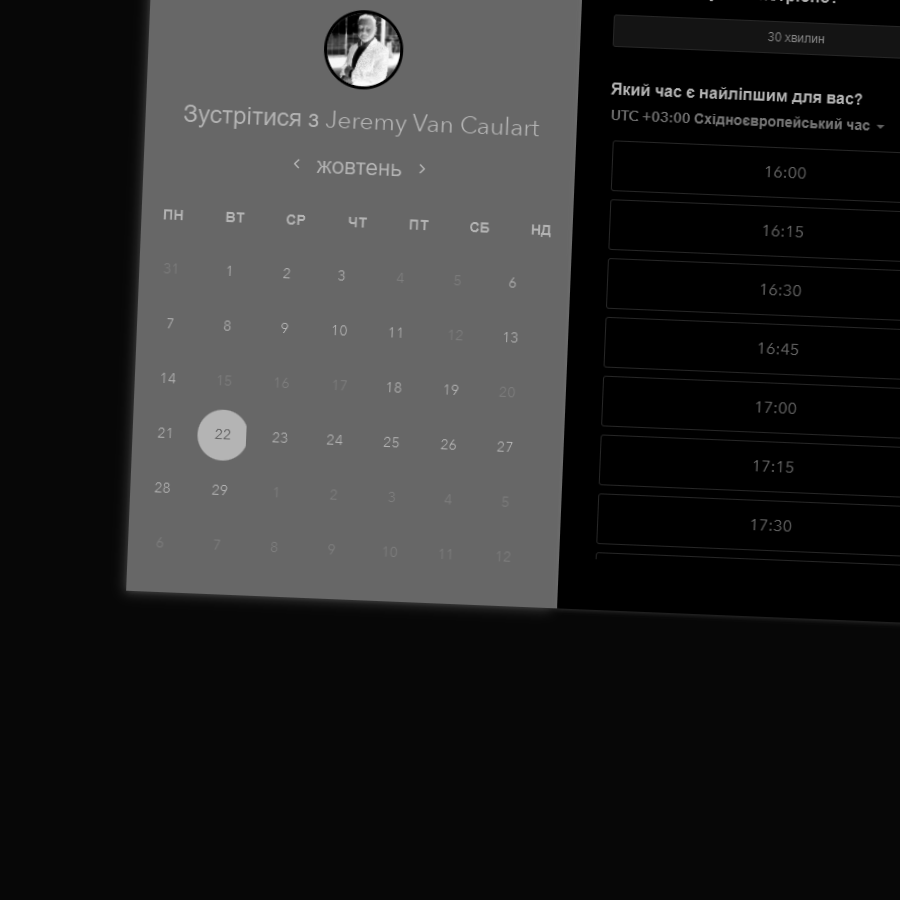 30 хвилин
Зустрітися з Jeremy Van Caulart
жовтень
ПН ВТ СР ЧТ ПТ СБ НД
31 1 2 3 4 5 6
7 8 9 10 11 12 13
14 15 16 17 18 19 20
21 22 23 24 25 26 27
28 29 1 2 3 4 5
6 7 8 9 10 11 12
Який час є найліпшим для вас?
UTC +03:00 Східноєвропейський час
16:00
16:15
16:30
16:45
17:00
17:15
17:30